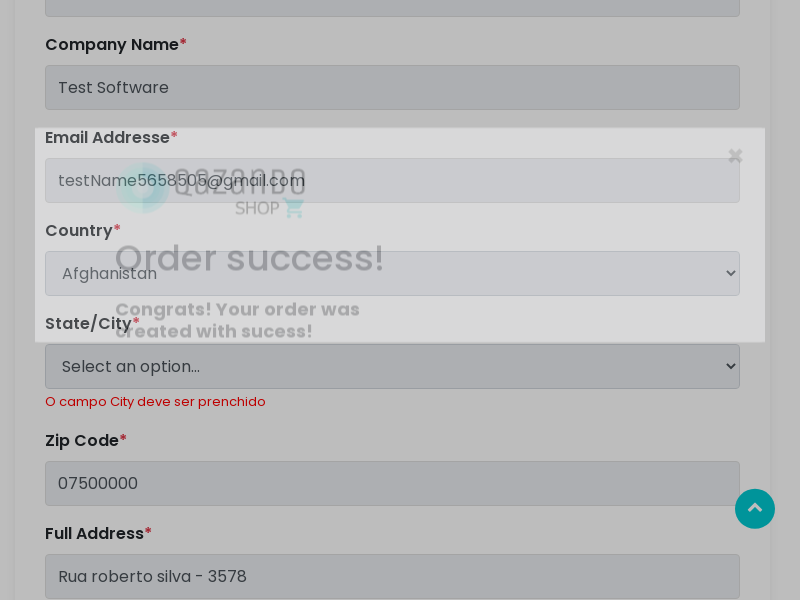 Company Name*
Test Software
Email Addresse*
testName5658505@gmail.com
QAZANDO
SHOP
Country*
Order success!
Afghanistan
Congrats! Your order was
created with sucess!
State/City*
Select an option...
O campo City deve ser prenchido
Zip Code*
07500000
Full Address*
Rua roberto silva - 3578